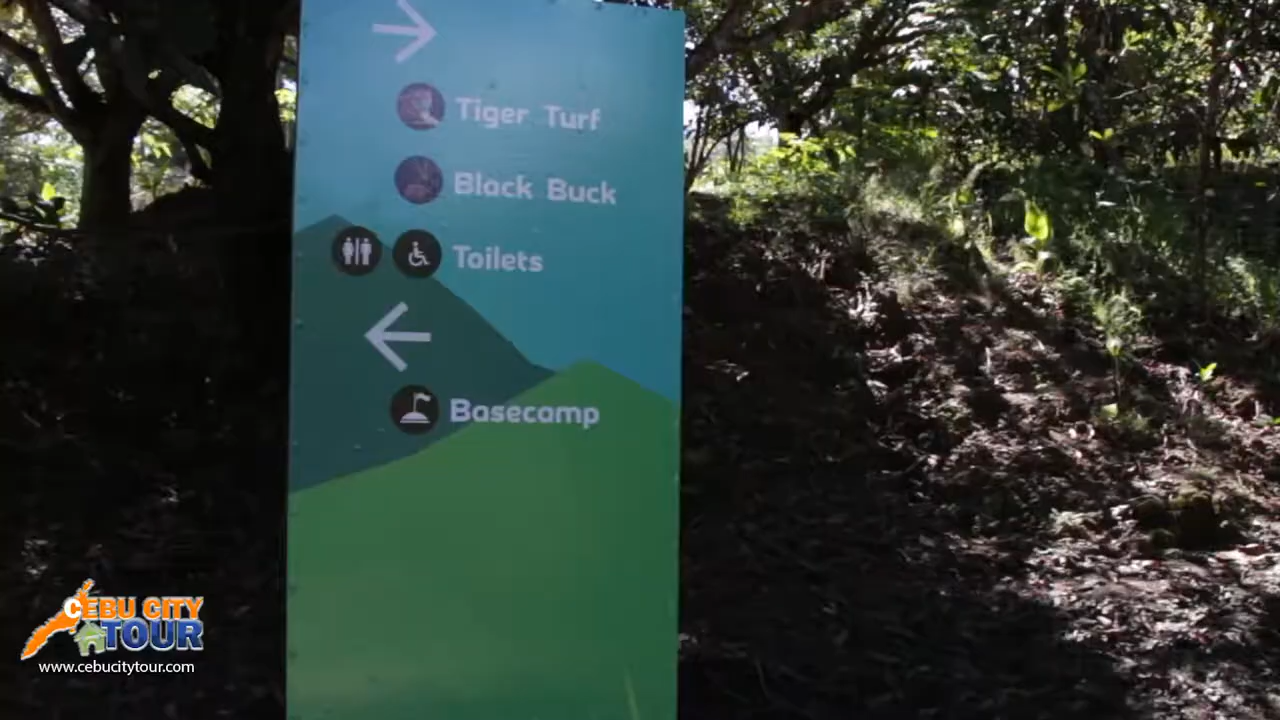 Tiger Turf
Black Buck
Toilets
Basecamp
CEBU CITY
TOUR
www.cebucitytour.com